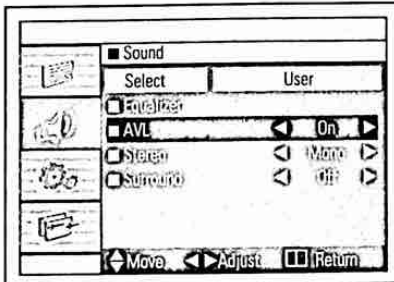 Sound
Select User
Equalizer
AVL On
Stereo Mono
Surround Off
Move Adjust Return